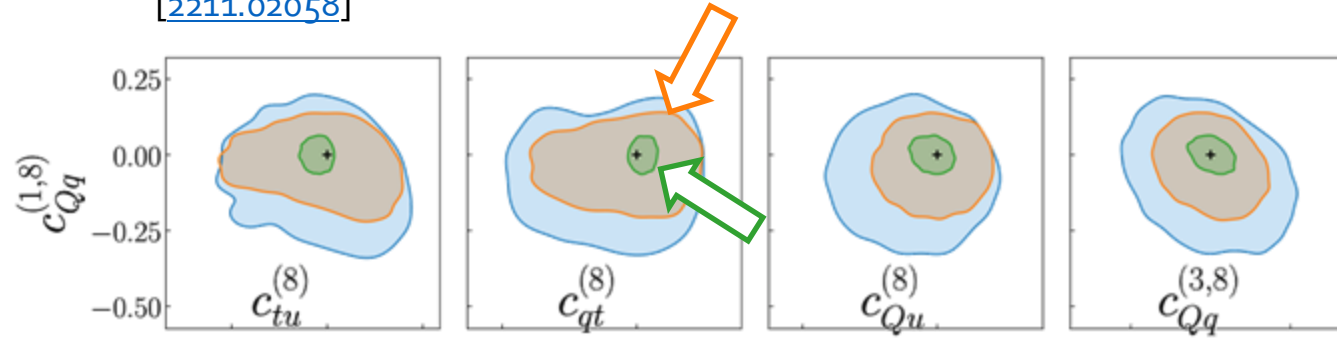 [2211.02058]
0.25
0.00
−0.25
−0.50
c_{Qq}^{(1,8)}
c_{tu}^{(8)}
c_{qt}^{(8)}
c_{Qu}^{(8)}
c_{Qq}^{(3,8)}